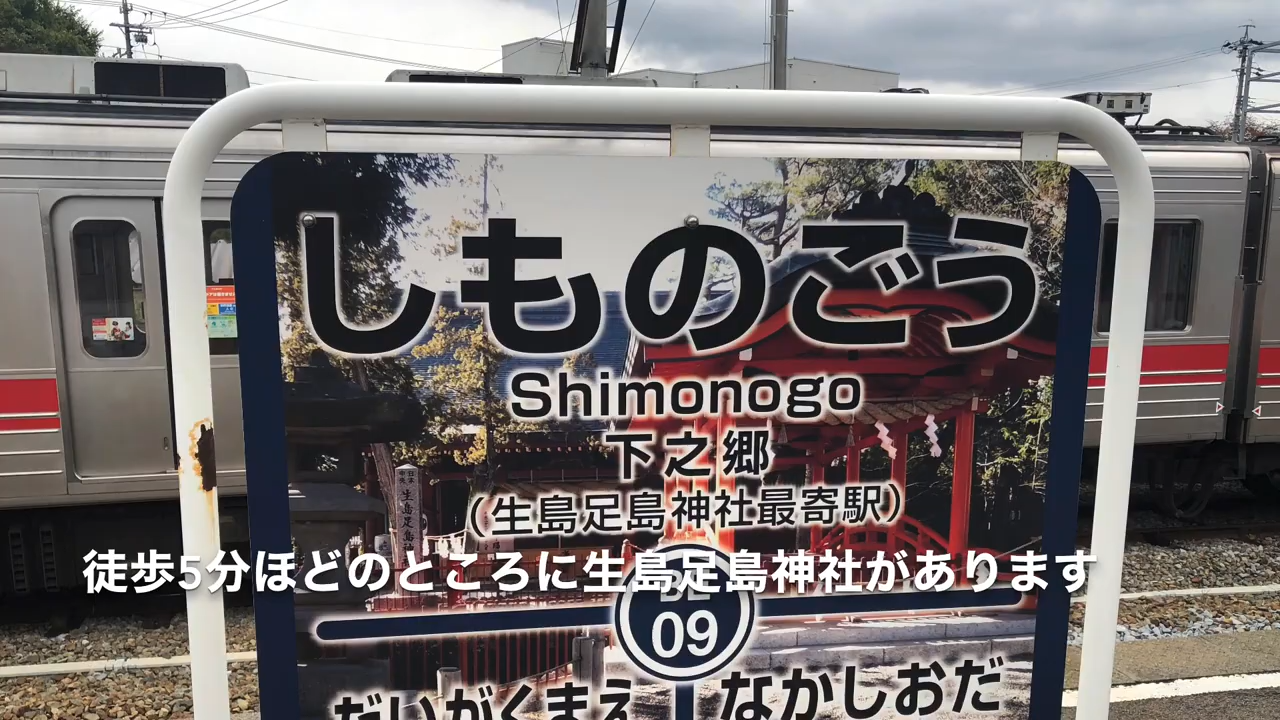 しものごう
Shimonogo
下之郷
（生島足島神社最寄駅）
徒歩5分ほどのところに生島足島神社があります
09
だいがくまえ
なかしおだ